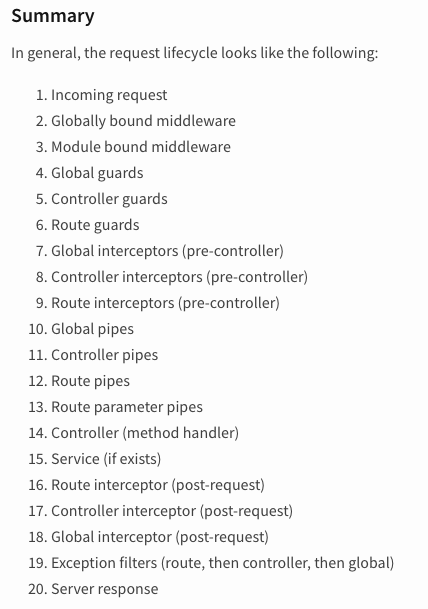 Summary
In general, the request lifecycle looks like the following:
1. Incoming request
2. Globally bound middleware
3. Module bound middleware
4. Global guards
5. Controller guards
6. Route guards
7. Global interceptors (pre-controller)
8. Controller interceptors (pre-controller)
9. Route interceptors (pre-controller)
10. Global pipes
11. Controller pipes
12. Route pipes
13. Route parameter pipes
14. Controller (method handler)
15. Service (if exists)
16. Route interceptor (post-request)
17. Controller interceptor (post-request)
18. Global interceptor (post-request)
19. Exception filters (route, then controller, then global)
20. Server response